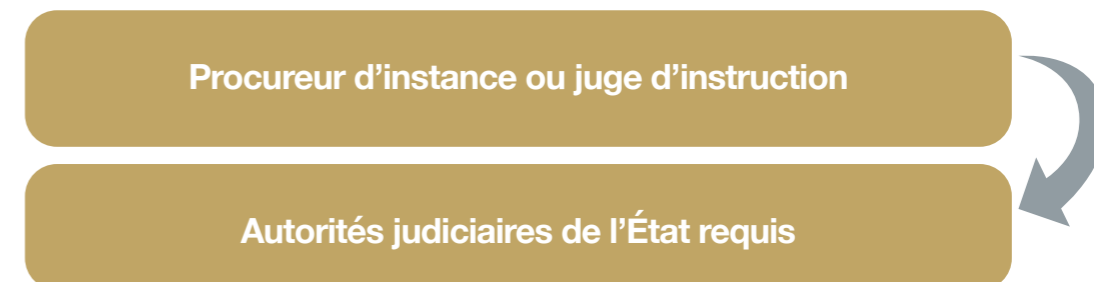 Procureur d’instance ou juge d’instruction
Autorités judiciaires de l’État requis